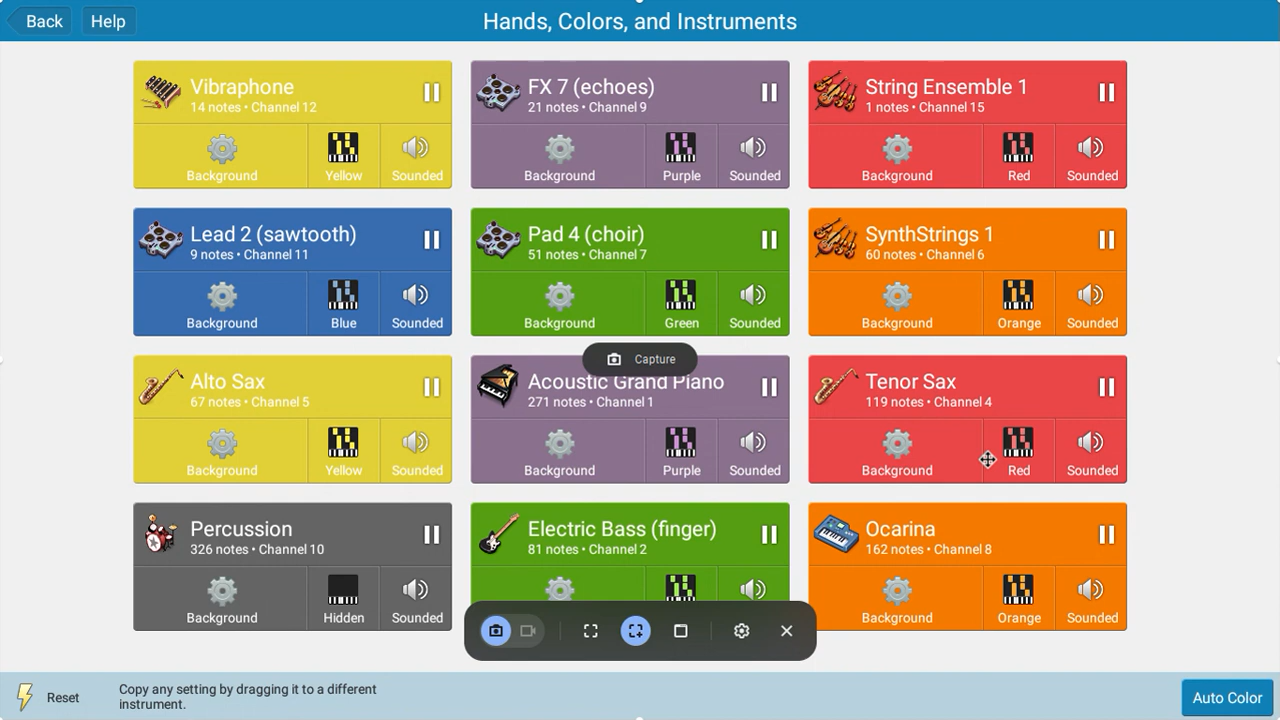 Back
Help
Hands, Colors, and Instruments
Vibraphone
14 notes • Channel 12
Background
Yellow
Sounded
FX 7 (echoes)
21 notes • Channel 9
Background
Purple
Sounded
String Ensemble 1
1 notes • Channel 15
Background
Red
Sounded
Lead 2 (sawtooth)
9 notes • Channel 11
Background
Blue
Sounded
Pad 4 (choir)
51 notes • Channel 7
Background
Green
Sounded
SynthStrings 1
60 notes • Channel 6
Background
Orange
Sounded
Capture
Alto Sax
67 notes • Channel 5
Background
Yellow
Sounded
Acoustic Grand Piano
271 notes • Channel 1
Background
Purple
Sounded
Tenor Sax
119 notes • Channel 4
Background
Red
Sounded
Percussion
326 notes • Channel 10
Background
Hidden
Sounded
Electric Bass (finger)
81 notes • Channel 2
Ocarina
162 notes • Channel 8
Background
Orange
Sounded
Reset
Copy any setting by dragging it to a different
instrument.
Auto Color